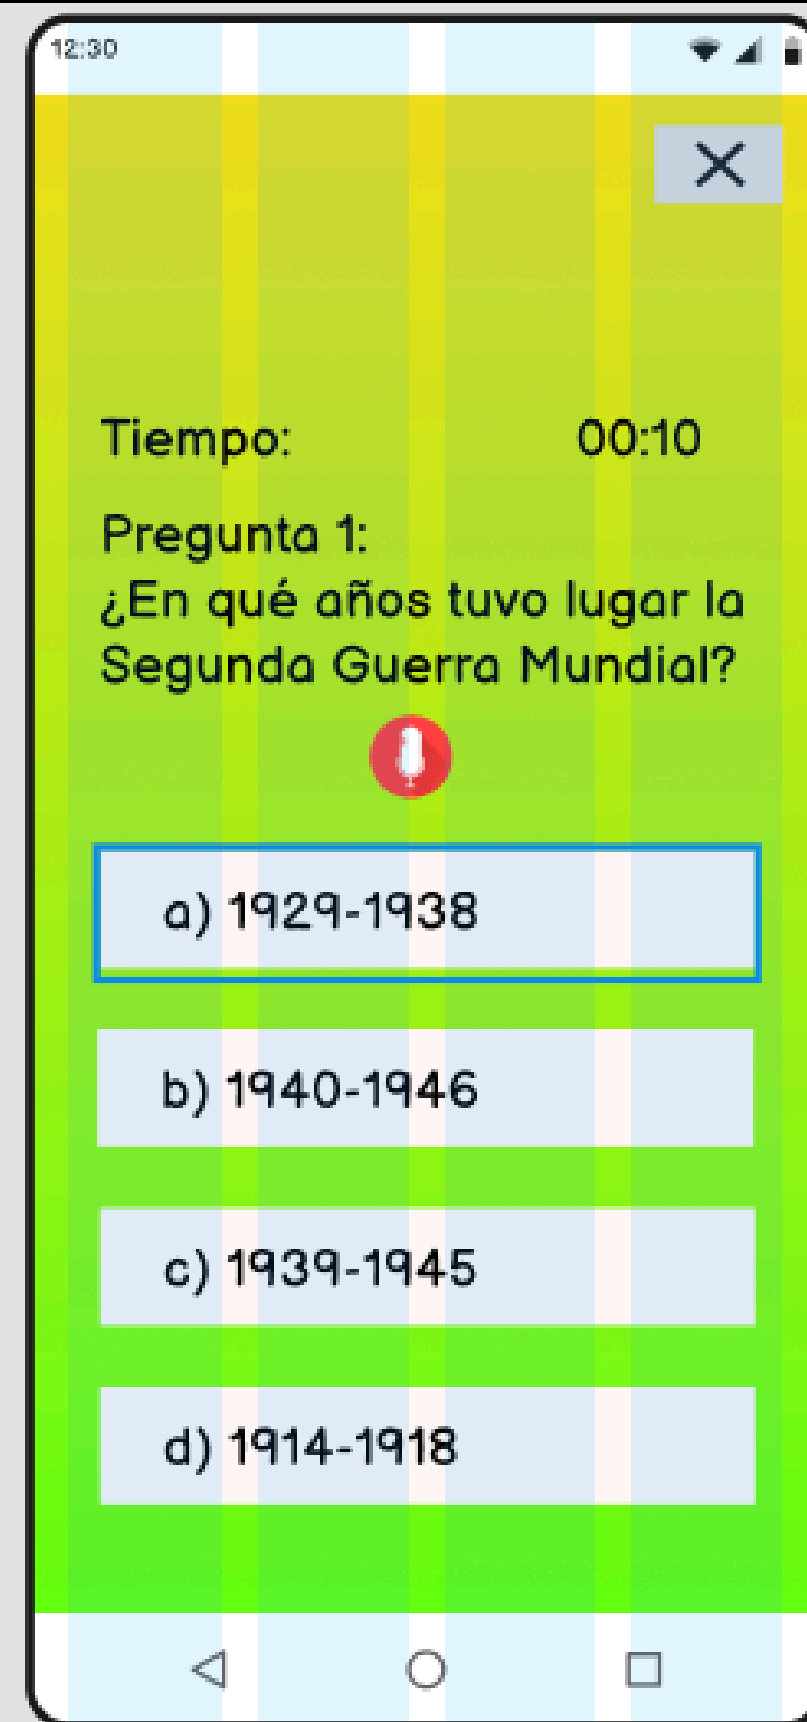 12:30
Tiempo: 00:10
Pregunta 1:
¿En qué años tuvo lugar la
Segunda Guerra Mundial?
a) 1929-1938
b) 1940-1946
c) 1939-1945
d) 1914-1918